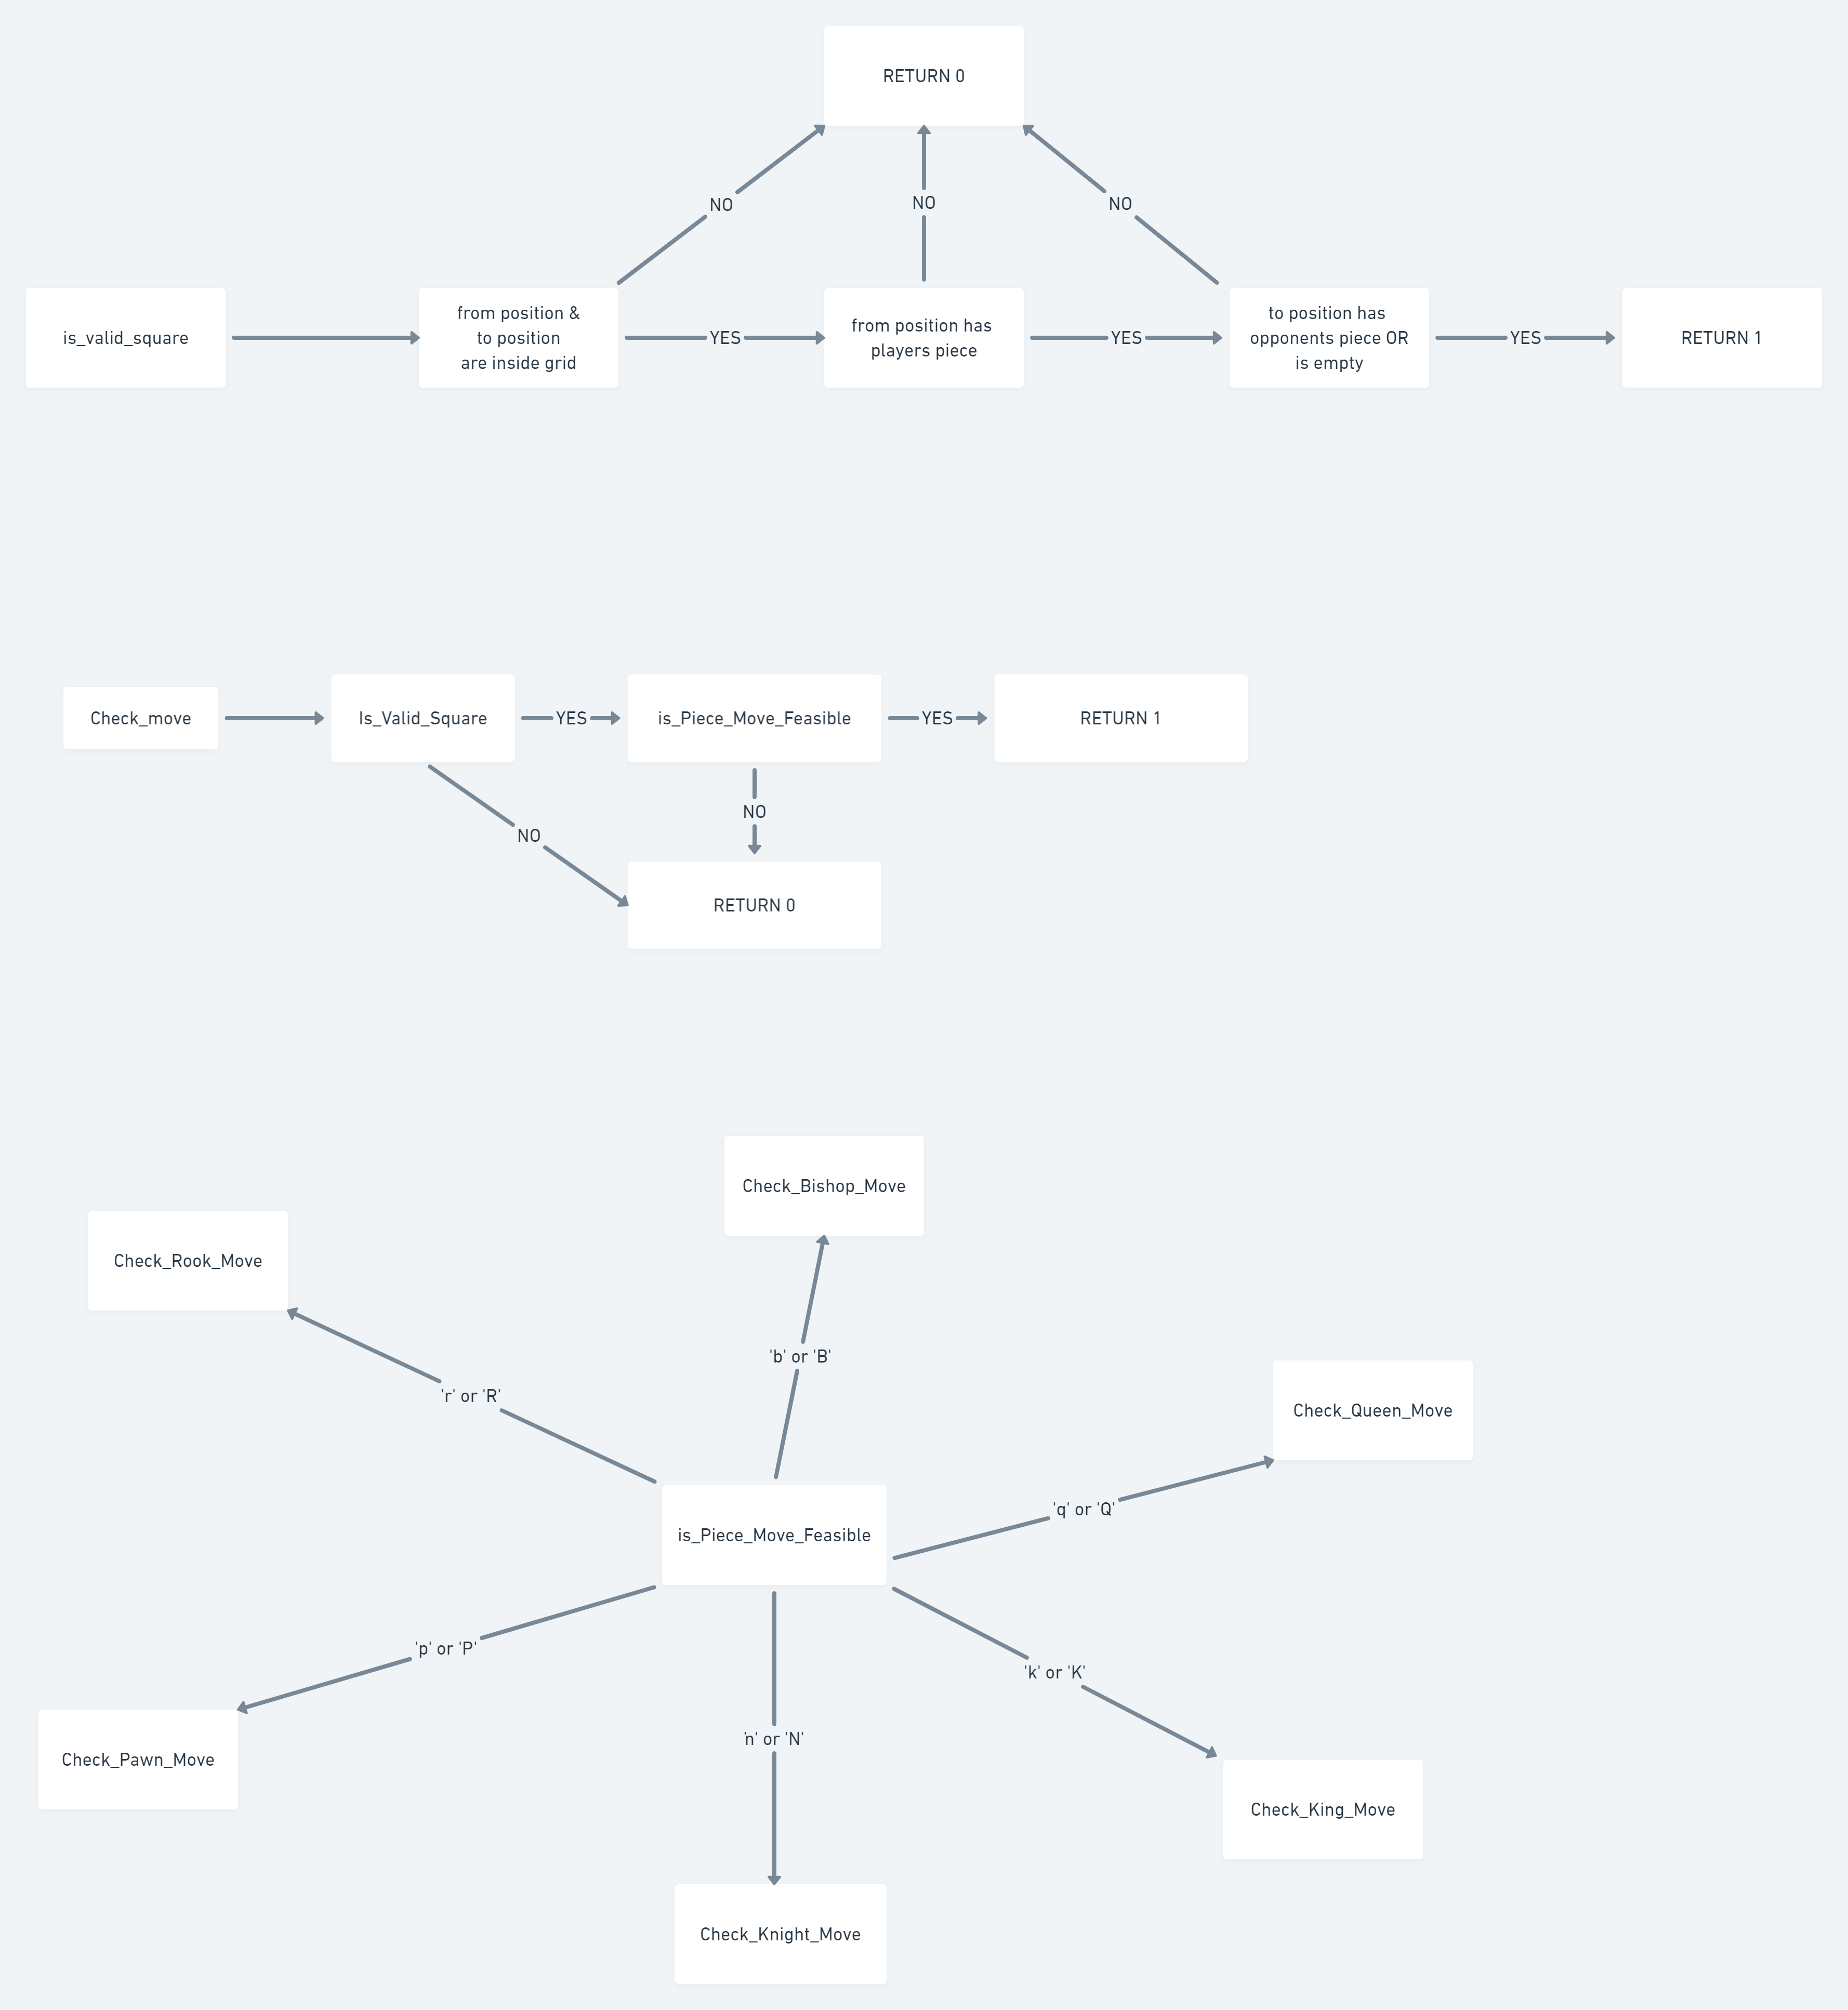 RETURN 0
NO
NO
NO
is_valid_square
from position &
to position
are inside grid
YES
from position has
players piece
YES
to position has
opponents piece OR
is empty
YES
RETURN 1
Check_move
Is_Valid_Square
YES
is_Piece_Move_Feasible
YES
RETURN 1
NO
NO
RETURN 0
Check_Bishop_Move
Check_Rook_Move
'b' or 'B'
'r' or 'R'
Check_Queen_Move
'q' or 'Q'
is_Piece_Move_Feasible
'p' or 'P'
'k' or 'K'
'n' or 'N'
Check_Pawn_Move
Check_King_Move
Check_Knight_Move